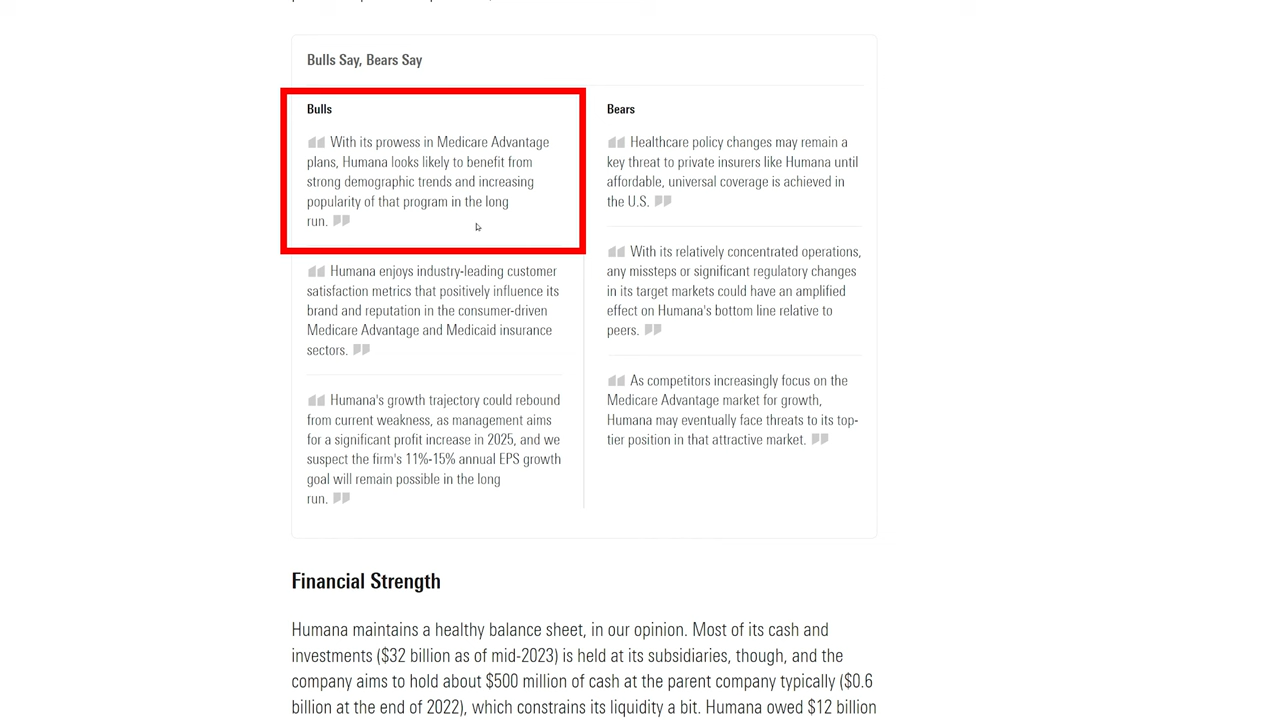 Bulls Say, Bears Say
Bulls
With its prowess in Medicare Advantage
plans, Humana looks likely to benefit from
strong demographic trends and increasing
popularity of that program in the long
run.
Humana enjoys industry-leading customer
satisfaction metrics that positively influence its
brand and reputation in the consumer-driven
Medicare Advantage and Medicaid insurance
sectors.
Humana's growth trajectory could rebound
from current weakness, as management aims
for a significant profit increase in 2025, and we
suspect the firm's 11%-15% annual EPS growth
goal will remain possible in the long
run.
Bears
Healthcare policy changes may remain a
key threat to private insurers like Humana until
affordable, universal coverage is achieved in
the U.S.
With its relatively concentrated operations,
any missteps or significant regulatory changes
in its target markets could have an amplified
effect on Humana's bottom line relative to
peers.
As competitors increasingly focus on the
Medicare Advantage market for growth,
Humana may eventually face threats to its top-
tier position in that attractive market.
Financial Strength
Humana maintains a healthy balance sheet, in our opinion. Most of its cash and
investments ($32 billion as of mid-2023) is held at its subsidiaries, though, and the
company aims to hold about $500 million of cash at the parent company typically ($0.6
billion at the end of 2022), which constrains its liquidity a bit. Humana owed $12 billion